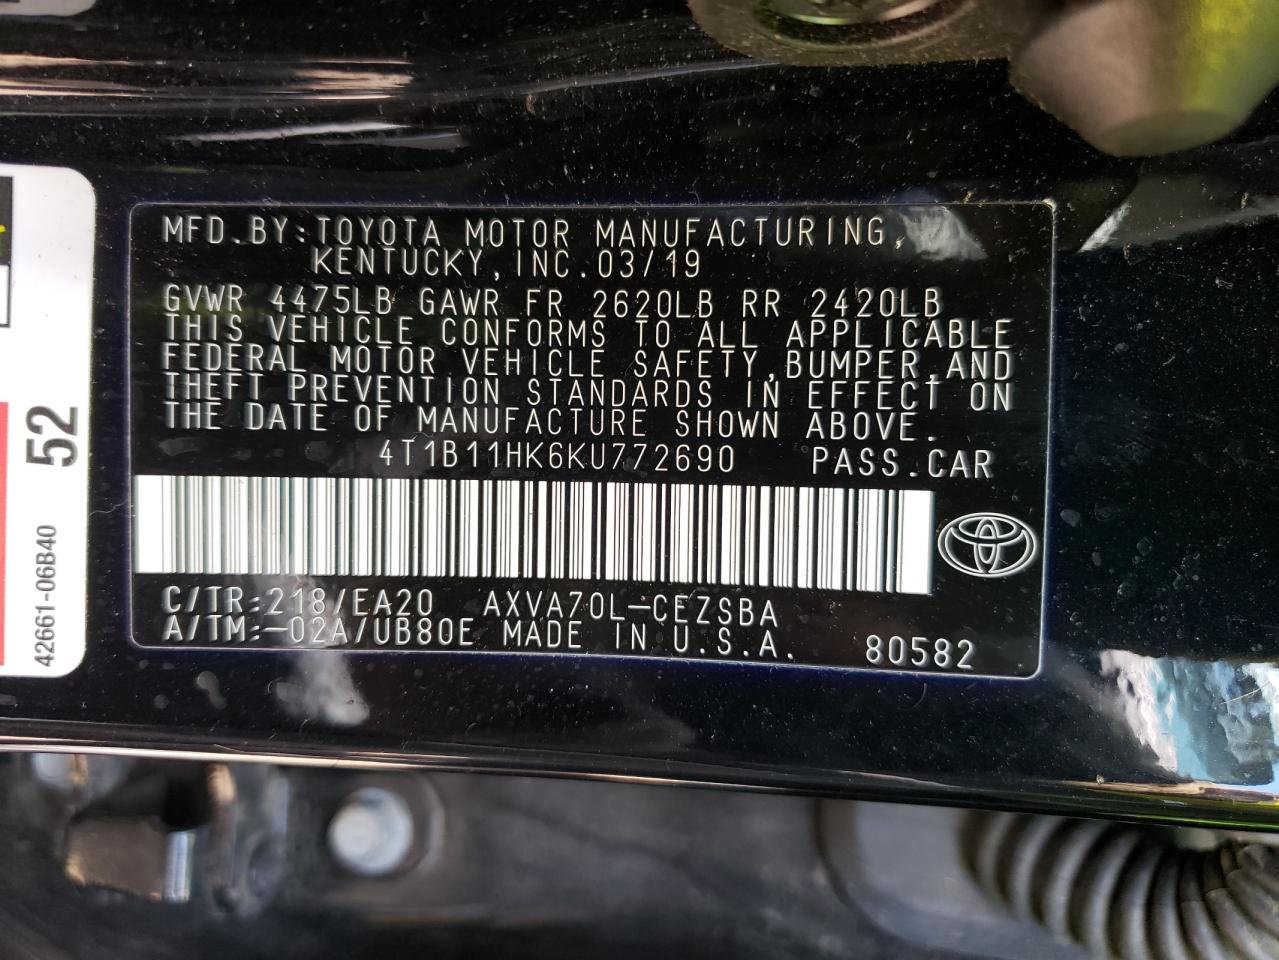 MFD.BY:TOYOTA MOTOR MANUFACTURING,
KENTUCKY,INC.03/19
GVWR 4475LB GAWR FR 2620LB RR 2420LB
THIS VEHICLE CONFORMS TO ALL APPLICABLE
FEDERAL MOTOR VEHICLE SAFETY,BUMPER,AND
THEFT PREVENTION STANDARDS IN EFFECT ON
THE DATE OF MANUFACTURE SHOWN ABOVE.
4T1B11HK6KU772690 PASS.CAR
C/TR:218/EA20 AXVA70L-CEZSBA
A/TM:-02A/UB80E MADE IN U.S.A. 80582
52
42661-06B40